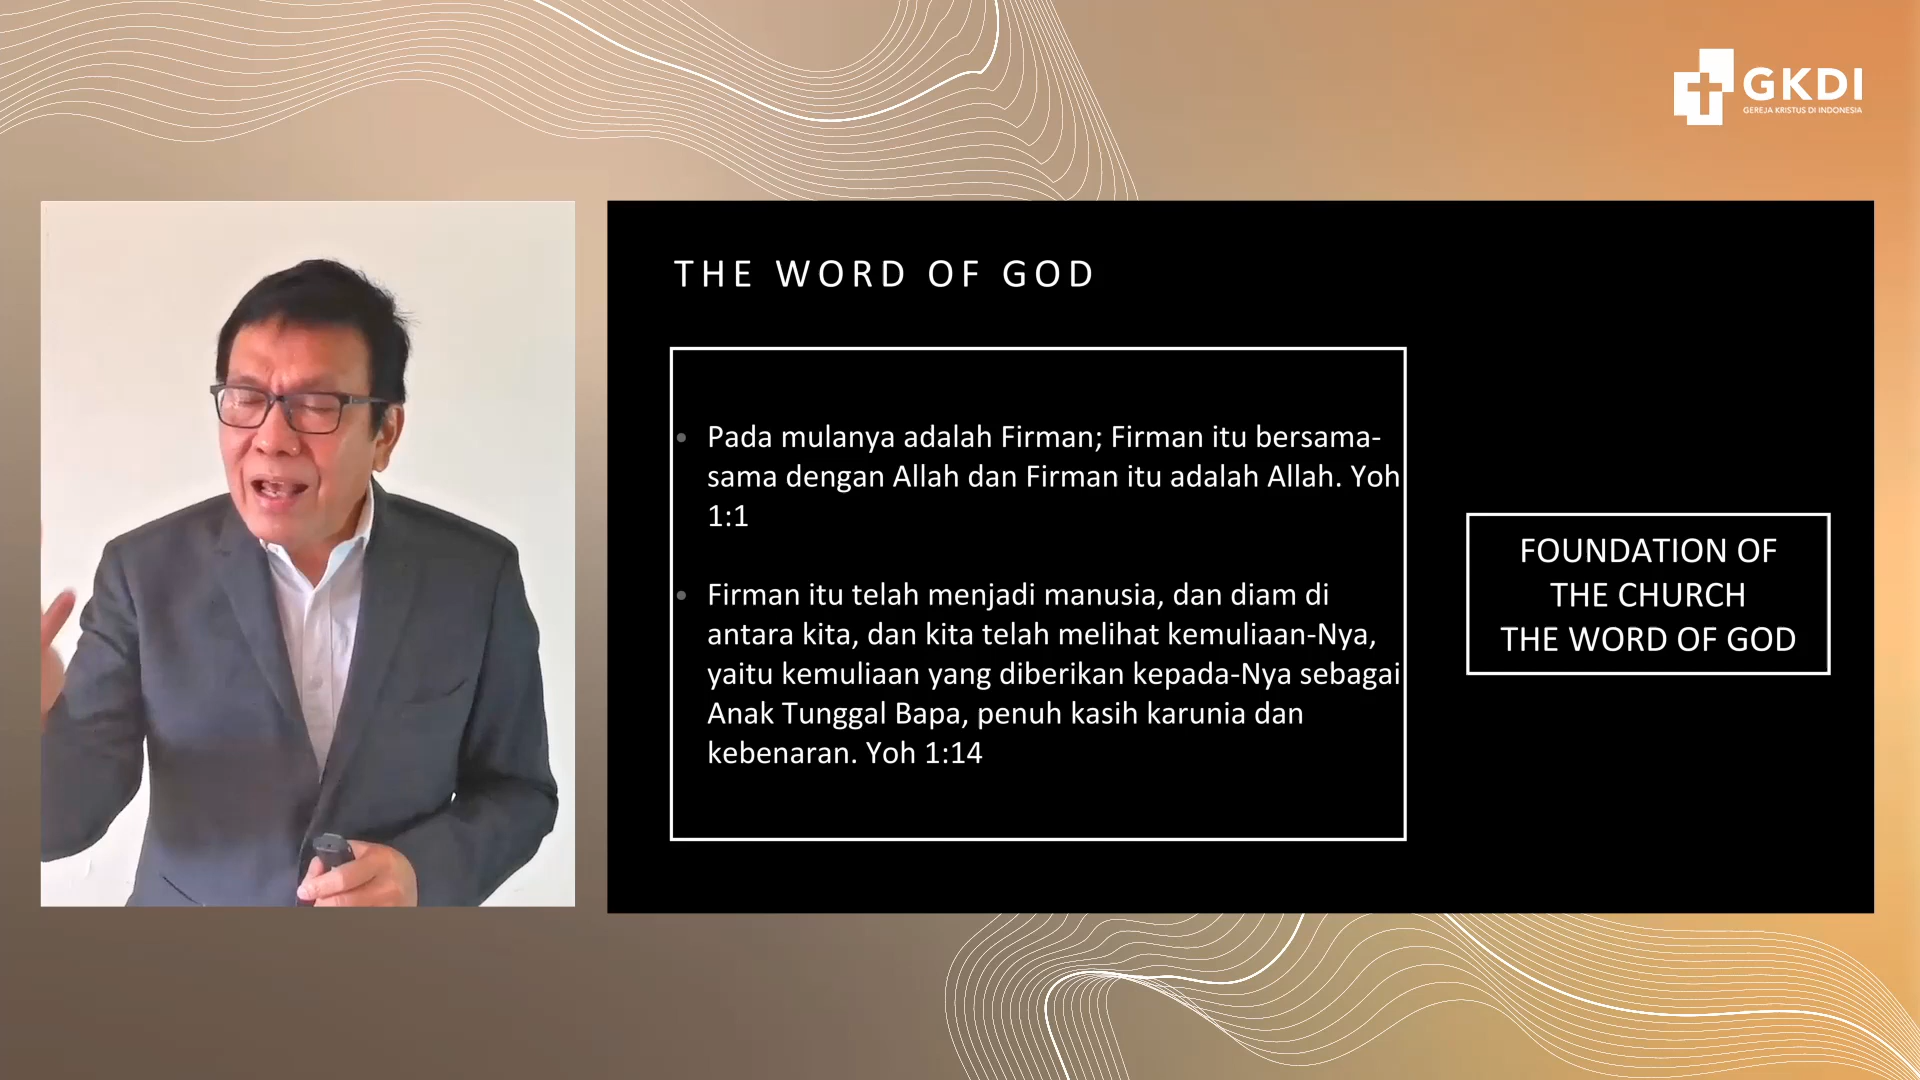 GKDI
GEREJA KRISTUS DI INDONESIA
THE WORD OF GOD
• Pada mulanya adalah Firman; Firman itu bersama-
sama dengan Allah dan Firman itu adalah Allah. Yoh
1:1
• Firman itu telah menjadi manusia, dan diam di
antara kita, dan kita telah melihat kemuliaan-Nya,
yaitu kemuliaan yang diberikan kepada-Nya sebagai
Anak Tunggal Bapa, penuh kasih karunia dan
kebenaran. Yoh 1:14
FOUNDATION OF
THE CHURCH
THE WORD OF GOD